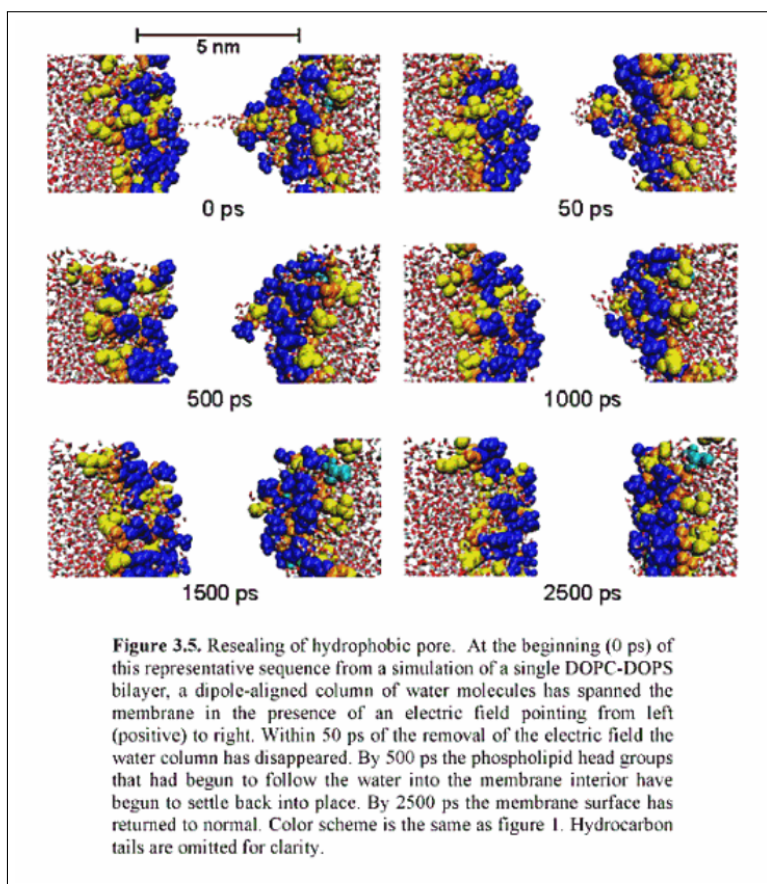 5 nm
0 ps
50 ps
500 ps
1000 ps
1500 ps
2500 ps
Figure 3.5. Resealing of hydrophobic pore. At the beginning (0 ps) of
this representative sequence from a simulation of a single DOPC-DOPS
bilayer, a dipole-aligned column of water molecules has spanned the
membrane in the presence of an electric field pointing from left
(positive) to right. Within 50 ps of the removal of the electric field the
water column has disappeared. By 500 ps the phospholipid head groups
that had begun to follow the water into the membrane interior have
begun to settle back into place. By 2500 ps the membrane surface has
returned to normal. Color scheme is the same as figure 1. Hydrocarbon
tails are omitted for clarity.